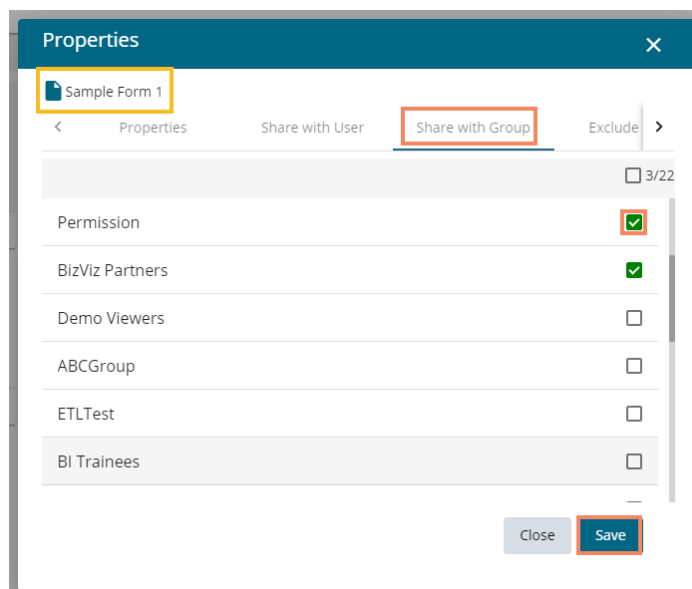 Properties
Sample Form 1
Properties Share with User Share with Group Exclude
3/22
Permission
BizViz Partners
Demo Viewers
ABCGroup
ETLTest
BI Trainees
Close Save